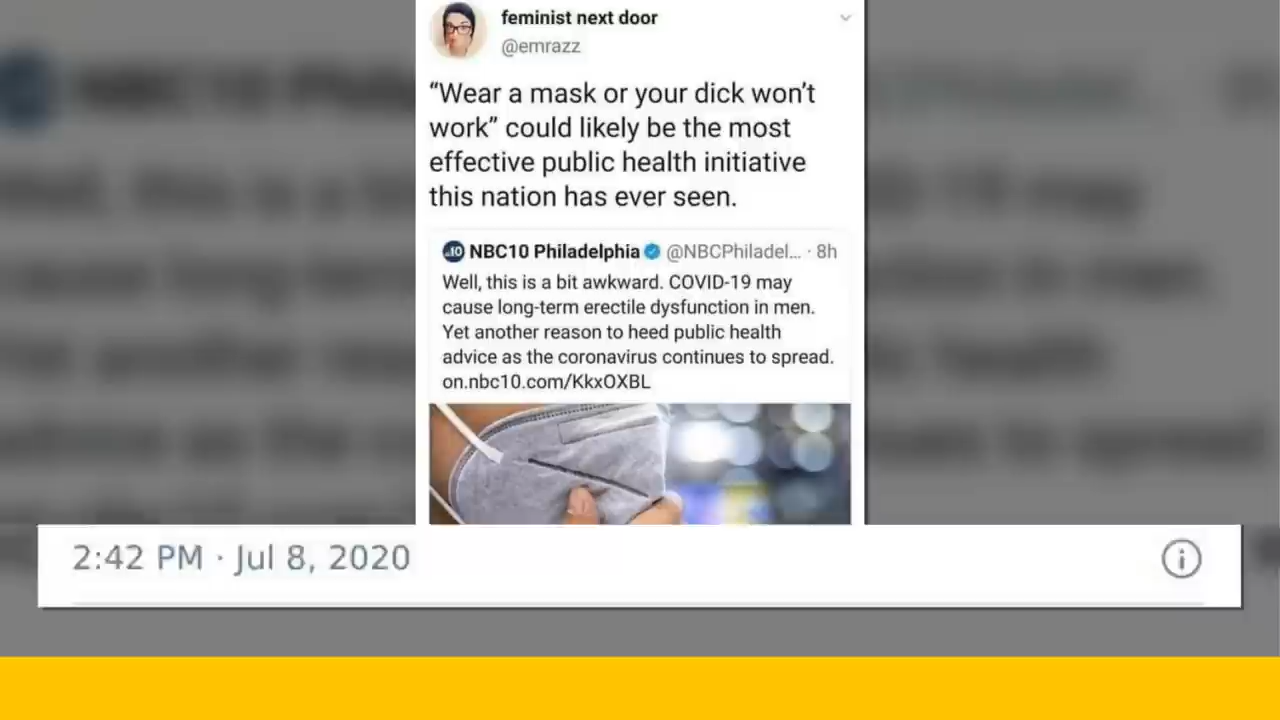 feminist next door
@emrazz
“Wear a mask or your dick won’t
work” could likely be the most
effective public health initiative
this nation has ever seen.
NBC10 Philadelphia @NBCPhiladel... · 8h
Well, this is a bit awkward. COVID-19 may
cause long-term erectile dysfunction in men.
Yet another reason to heed public health
advice as the coronavirus continues to spread.
on.nbc10.com/KkxOXBL
2:42 PM · Jul 8, 2020